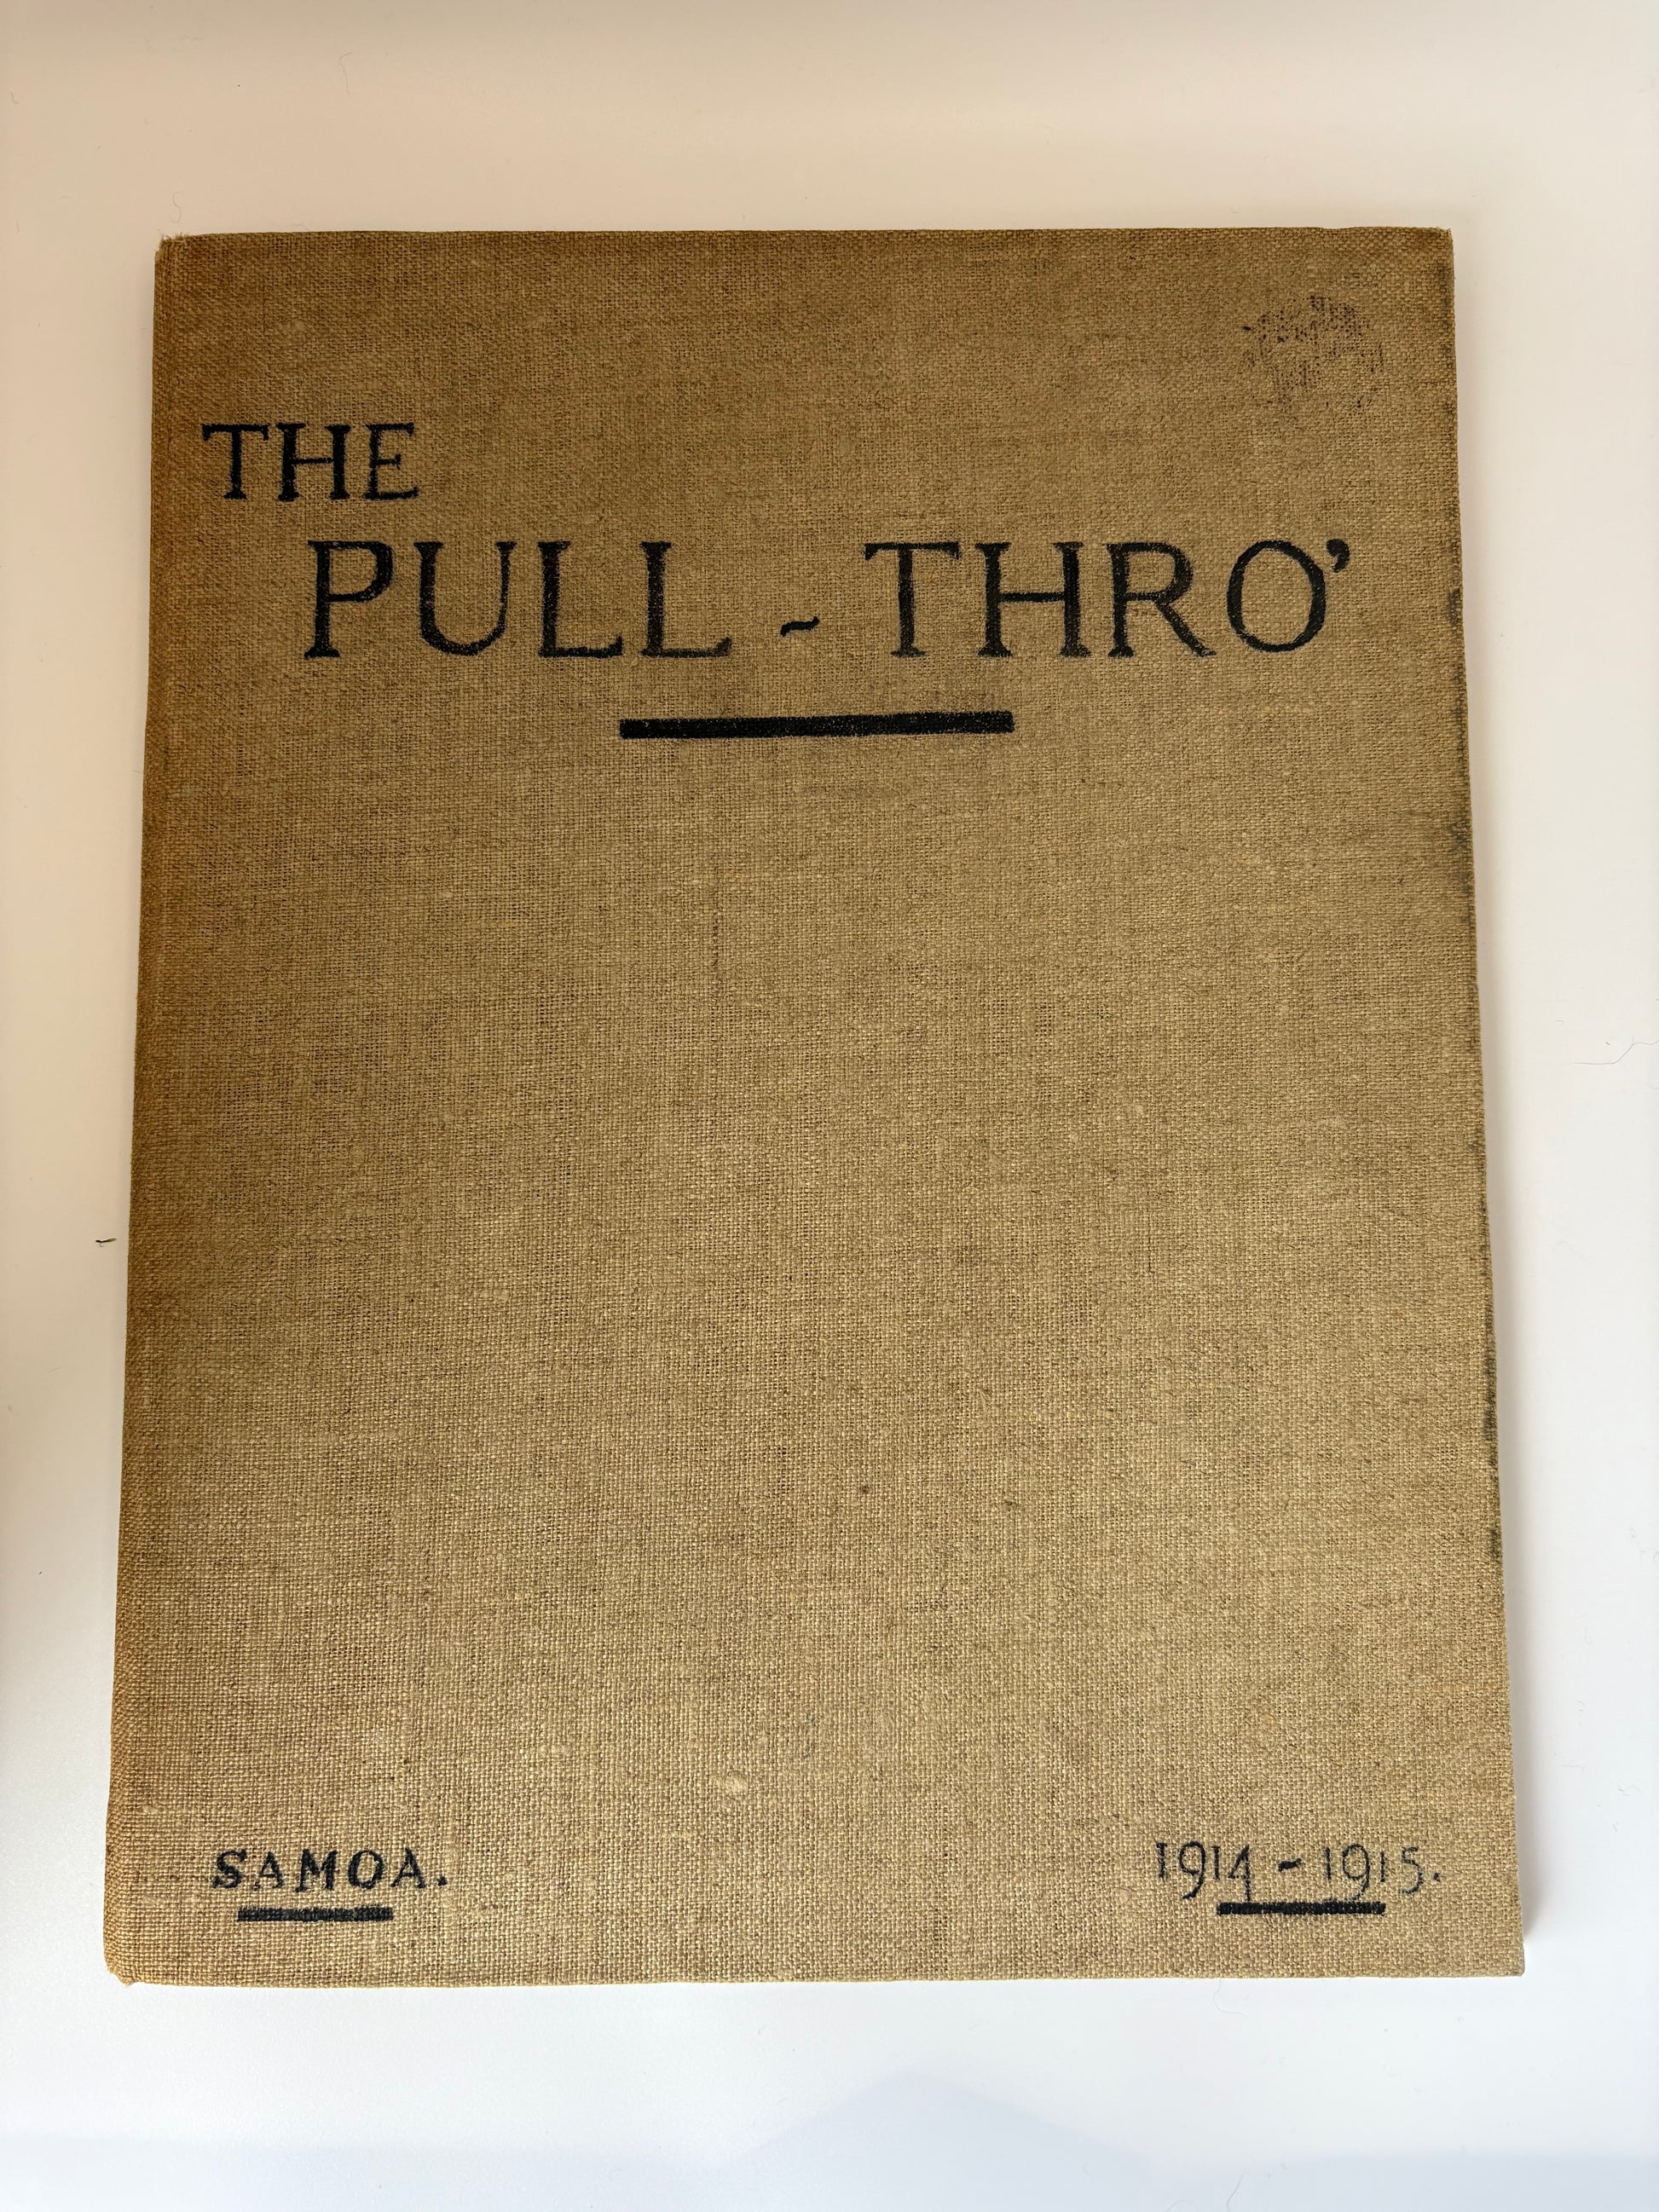 THE
PULL - THRO'
SAMOA.
1914 - 1915.